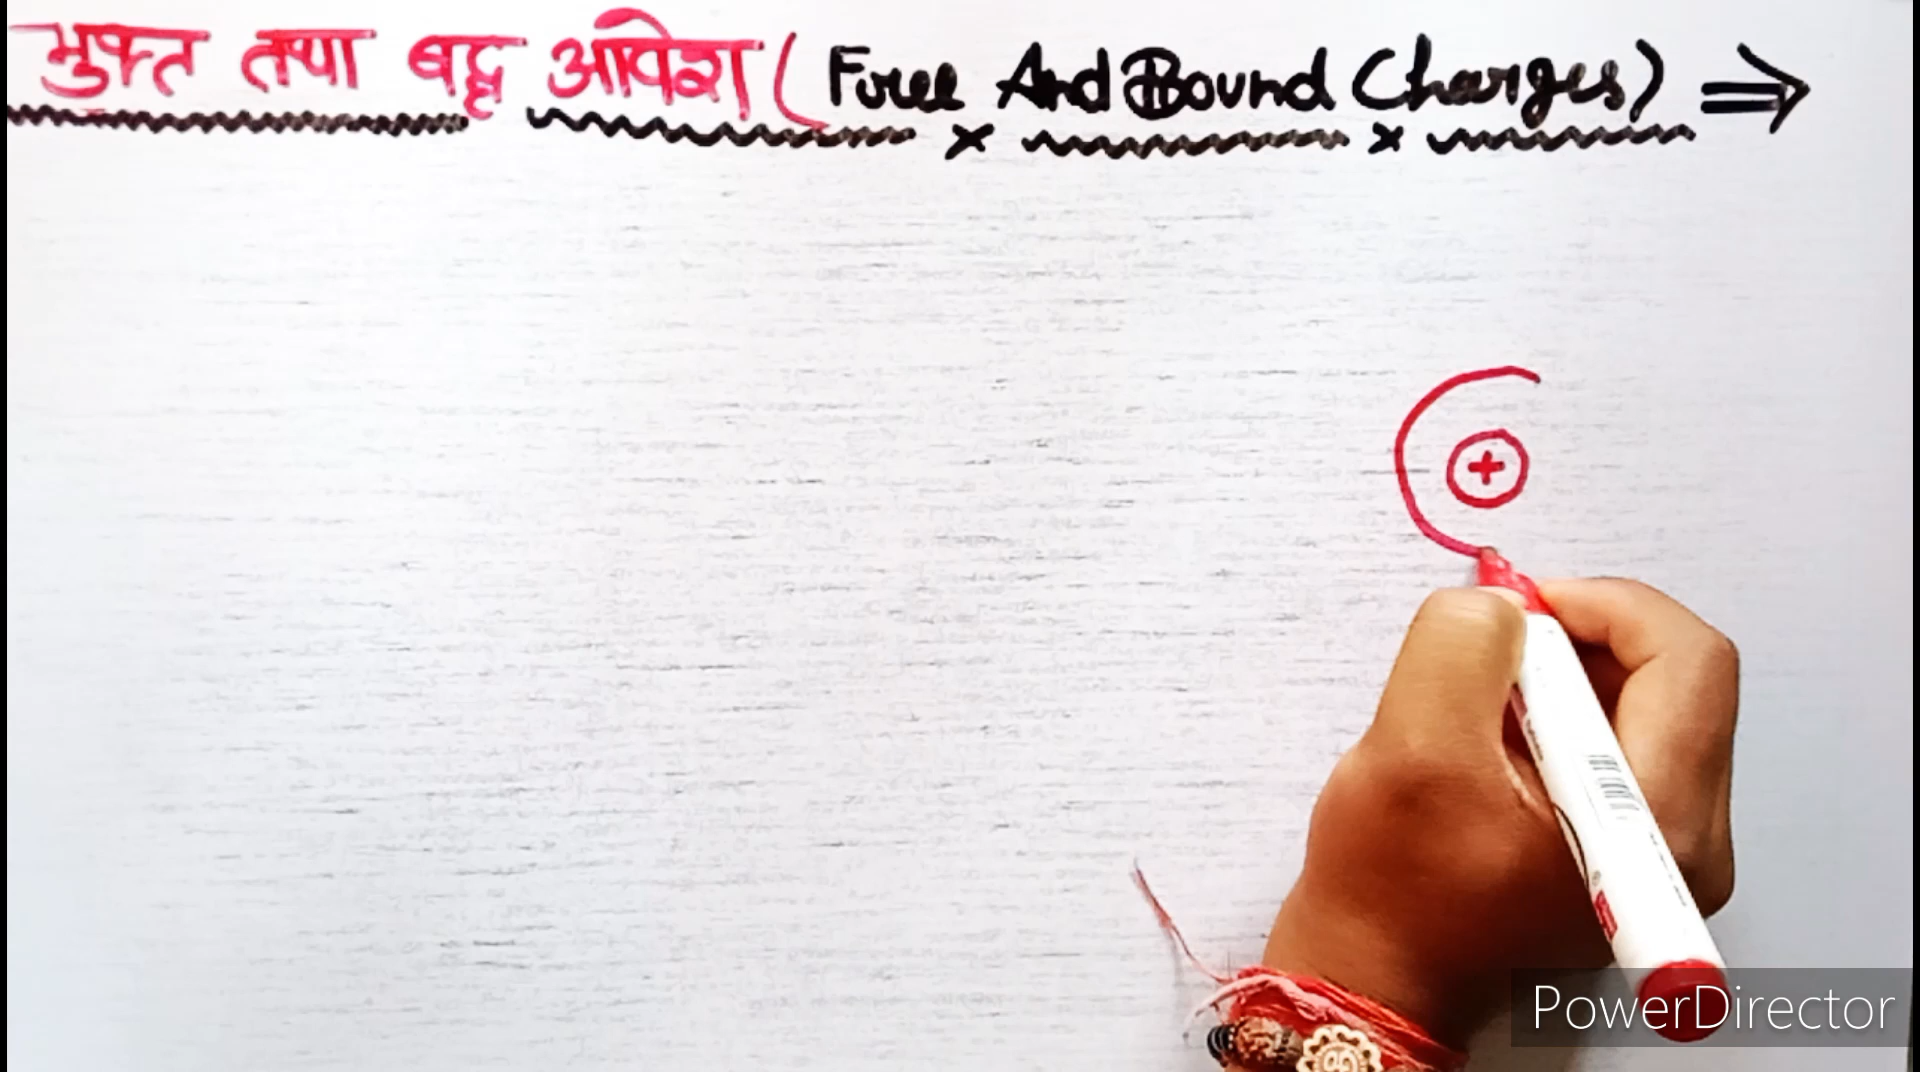 मुक्त तथा बद्ध आवेश ( Free And Bound Charges) ⇒
+
PowerDirector